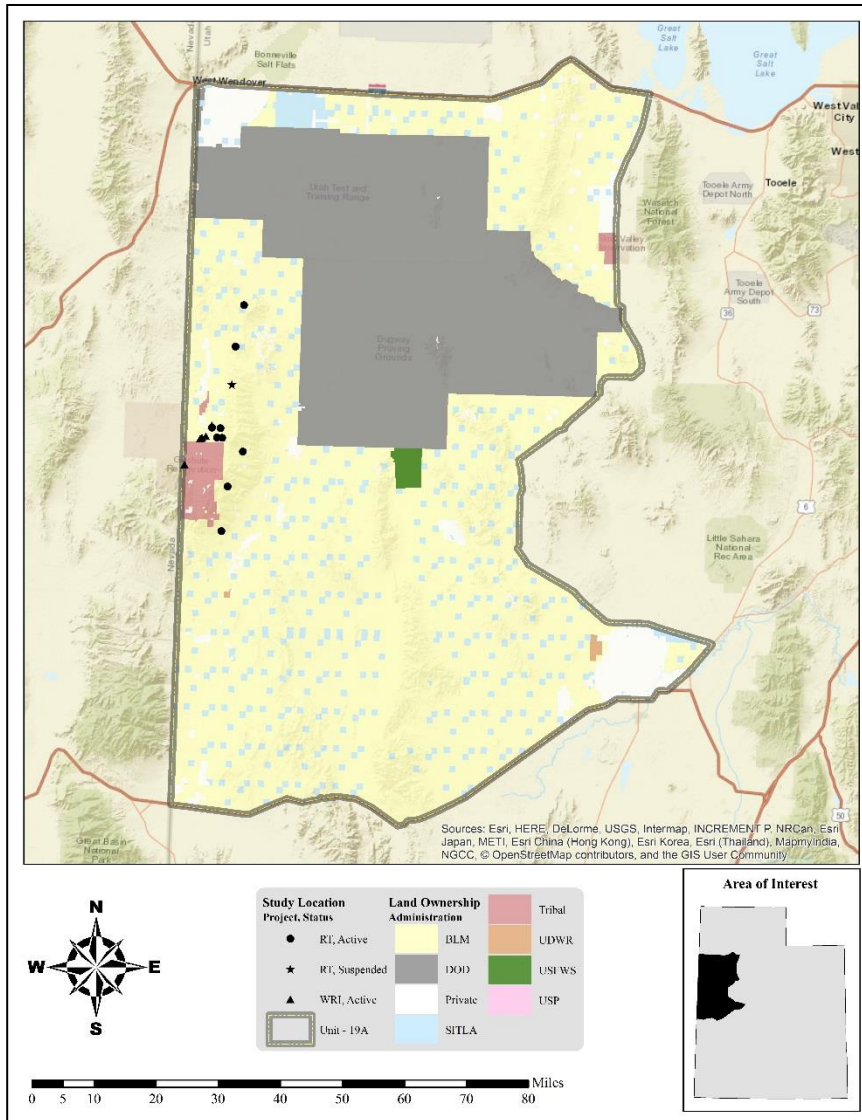 Nevada
Utah
Great
Salt
Lake
Bonneville
Salt Flats
Great
Salt
Lake
West Wendover
West Val
City
West
Utah Test and
Training Range
Tooele Army
Depot North
Tooele
Wasatch
National
Forest
Valley
Tooele
Army Depot
South
36
73
Dugway
Proving
Grounds
6
Little Sahara
National
Rec Area
Nevada
50
Great Basin
National
Park
Sources: Esri, HERE, DeLorme, USGS, Intermap, INCREMENT P, NRCan, Esri
Japan, METI, Esri China (Hong Kong), Esri Korea, Esri (Thailand), MapmyIndia,
NGCC, © OpenStreetMap contributors, and the GIS User Community
N
W E
S
Study Location
Project, Status
RT, Active
RT, Suspended
WRI, Active
Unit - 19A
Land Ownership
Administration
BLM
DOD
Private
SITLA
Tribal
UDWR
USFWS
USP
Area of Interest
0 5 10 20 30 40 50 60 70 80 Miles